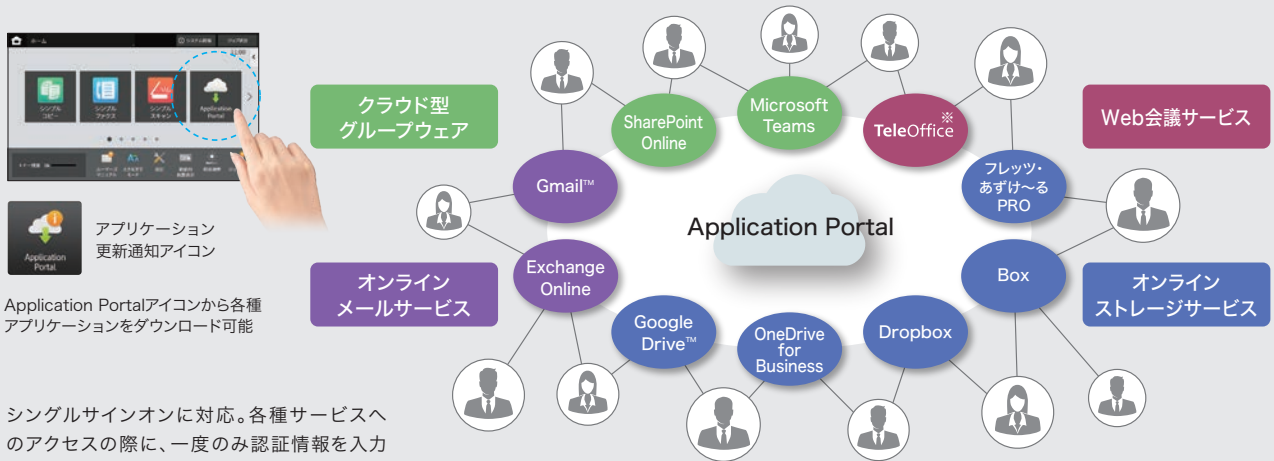 ホーム
シンプル
コピー
シンプル
ファクス
シンプル
スキャン
Application
Portal
アプリケーション
更新通知アイコン
Application
Portal
Application Portalアイコンから各種
アプリケーションをダウンロード可能
シングルサインオンに対応。各種サービスへ
のアクセスの際に、一度のみ認証情報を入力
クラウド型
グループウェア
SharePoint
Online
Microsoft
Teams
TeleOffice※
Web会議サービス
Gmail™
フレッツ・
あずけ～る
PRO
Application Portal
オンライン
メールサービス
Exchange
Online
Box
オンライン
ストレージサービス
Google
Drive™
OneDrive
for
Business
Dropbox